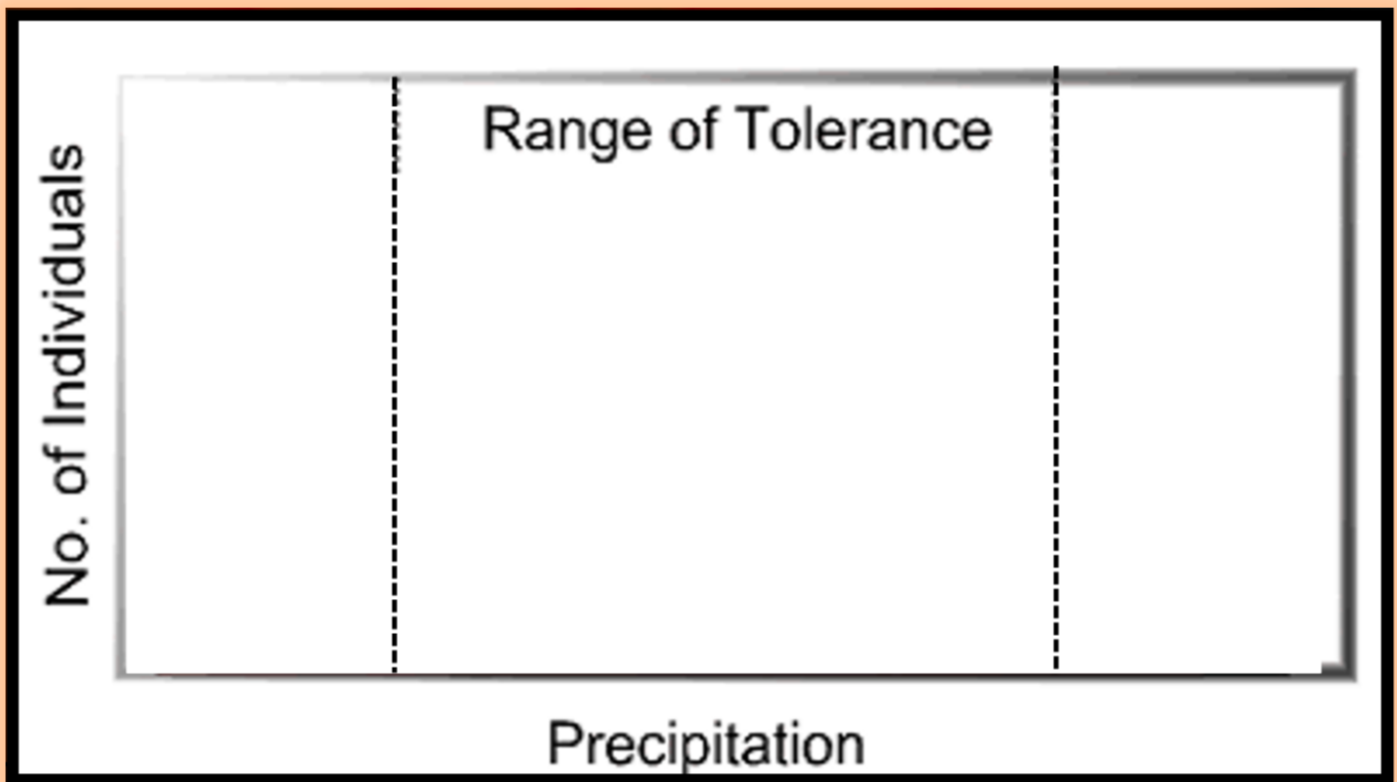 Range of Tolerance
No. of Individuals
Precipitation